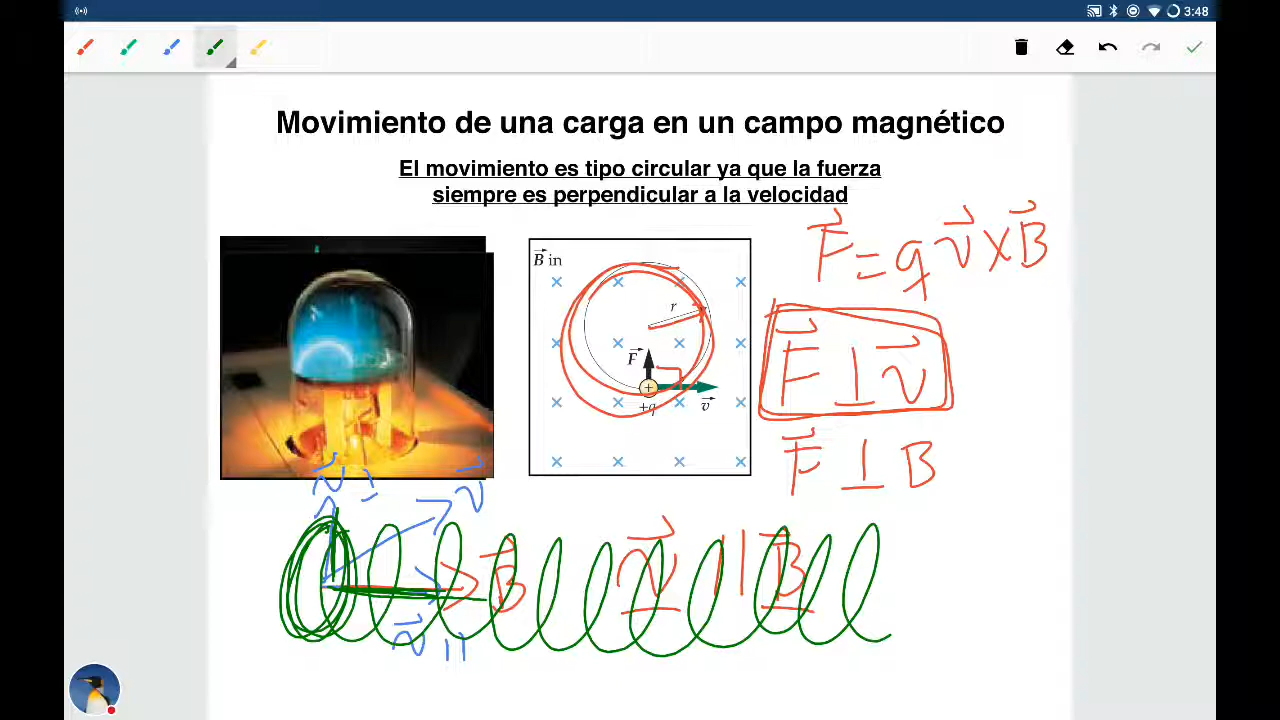 3:48
Movimiento de una carga en un campo magnético
El movimiento es tipo circular ya que la fuerza
siempre es perpendicular a la velocidad
B⃗ in
r
F⃗
+
+q
v⃗
F⃗ = q v⃗ × B⃗
F⃗ ⊥ v⃗
F⃗ ⊥ B
v⃗ ⊥
v⃗
B⃗
v⃗ || B⃗
v⃗ ||